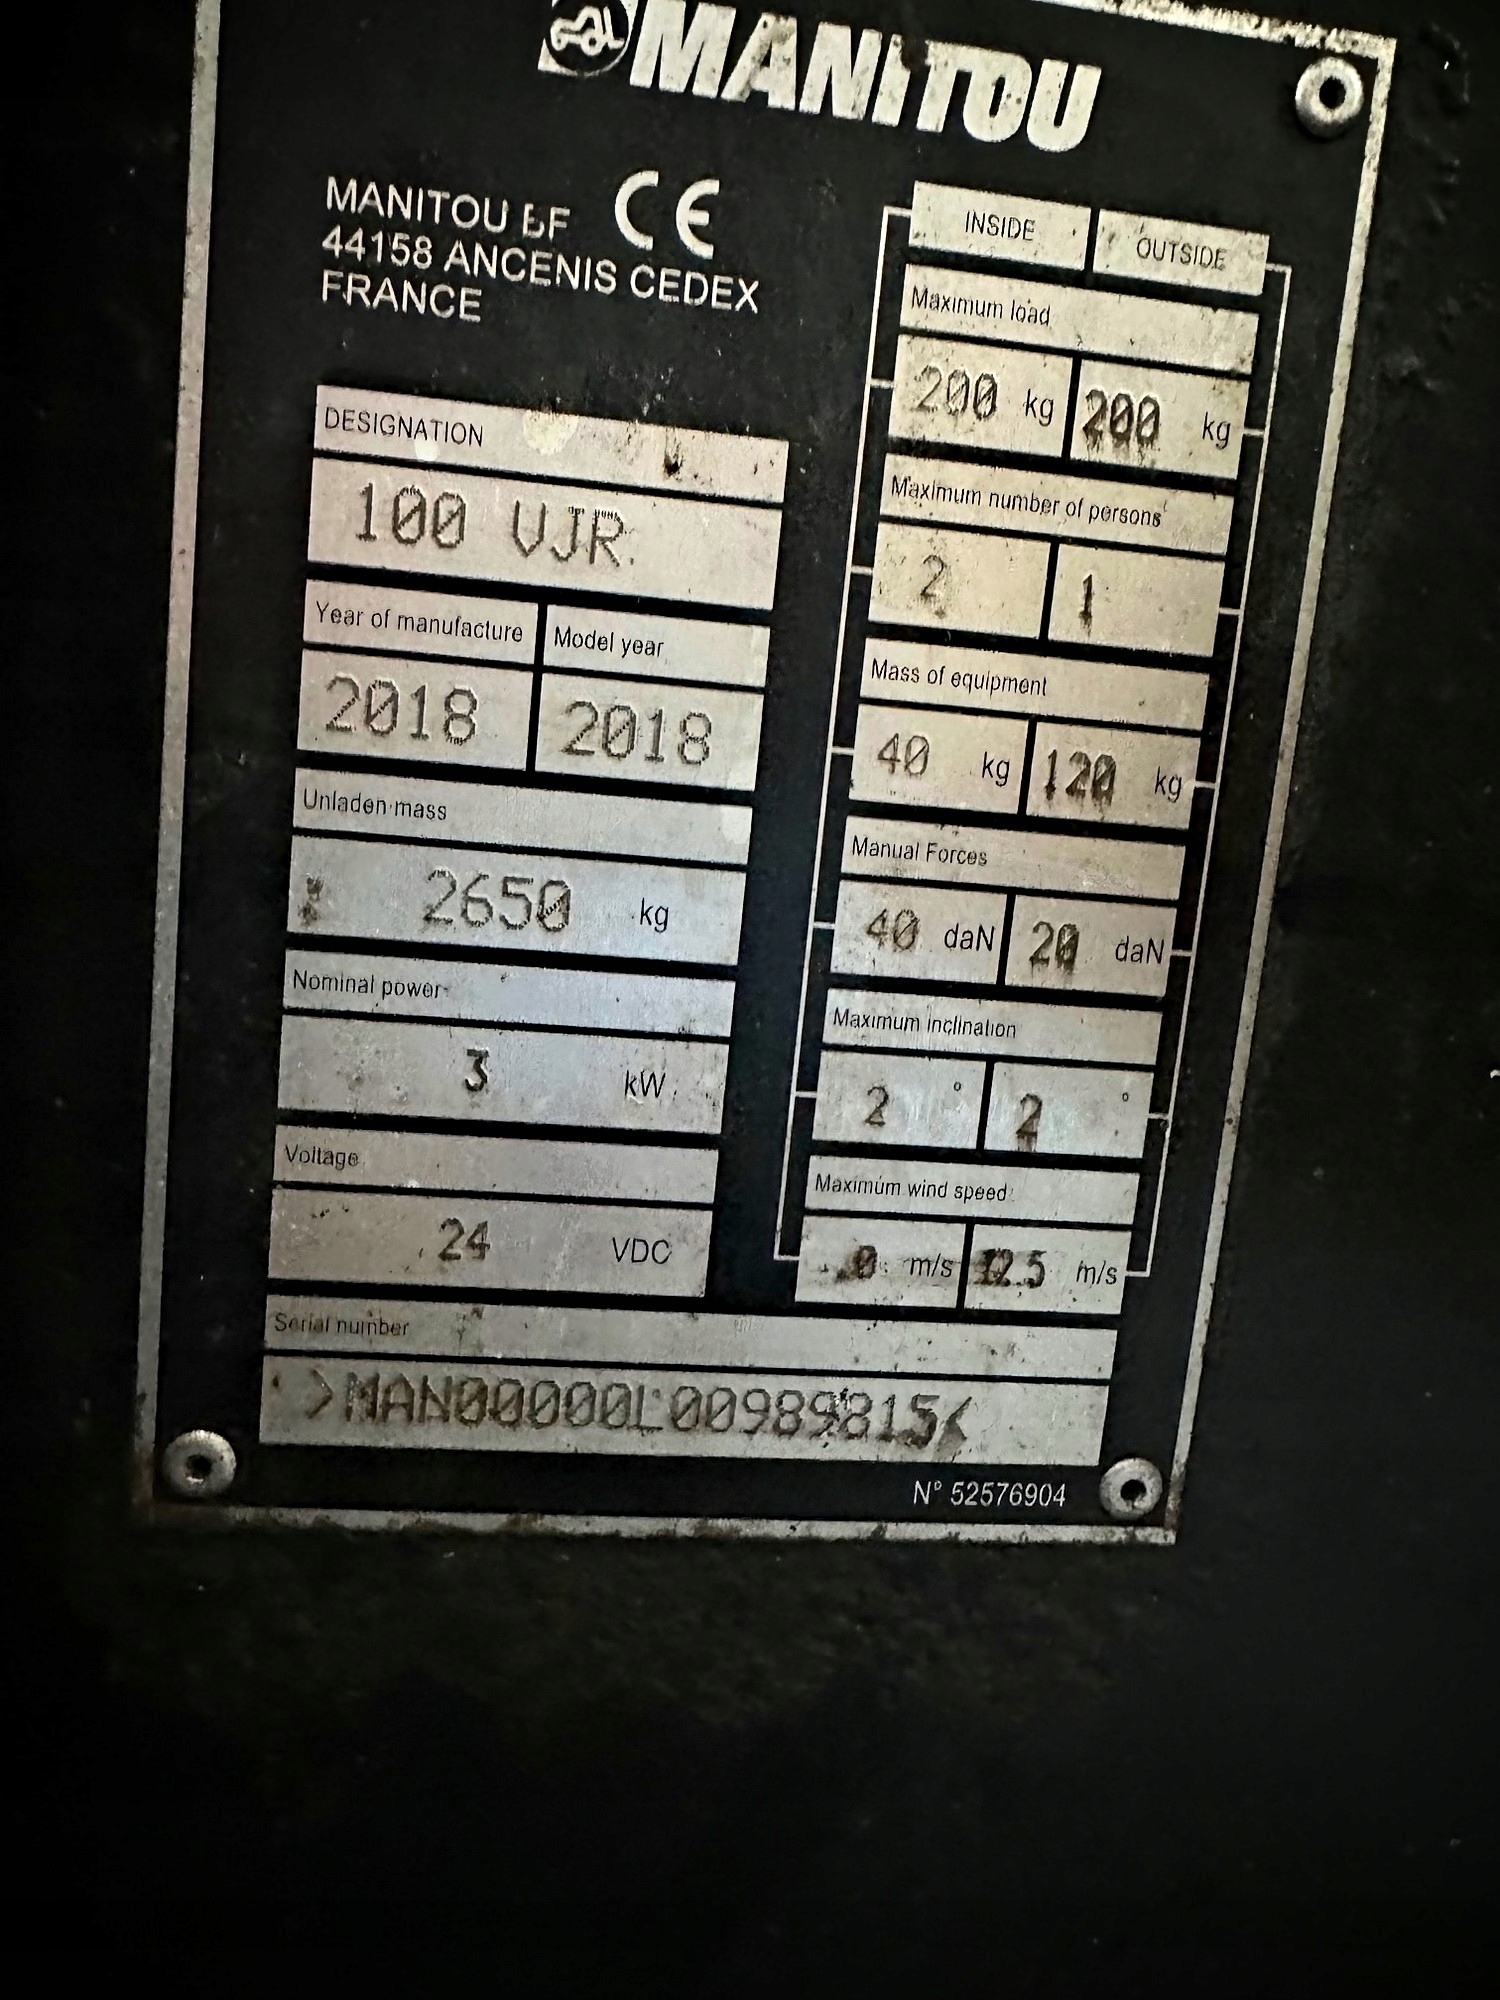 MANITOU
MANITOU BF CE
44158 ANCENIS CEDEX
FRANCE
DESIGNATION
100 VJR
Year of manufacture Model year
2018 2018
Unladen mass
2650 kg
Nominal power
3 kW
Voltage
24 VDC
INSIDE OUTSIDE
Maximum load
200 kg 200 kg
Maximum number of persons
2 1
Mass of equipment
40 kg 120 kg
Manual Forces
40 daN 20 daN
Maximum inclination
2 ° 2 °
Maximum wind speed
0 m/s 12.5 m/s
Serial number
>MAN00000L00989815<
N° 52576904